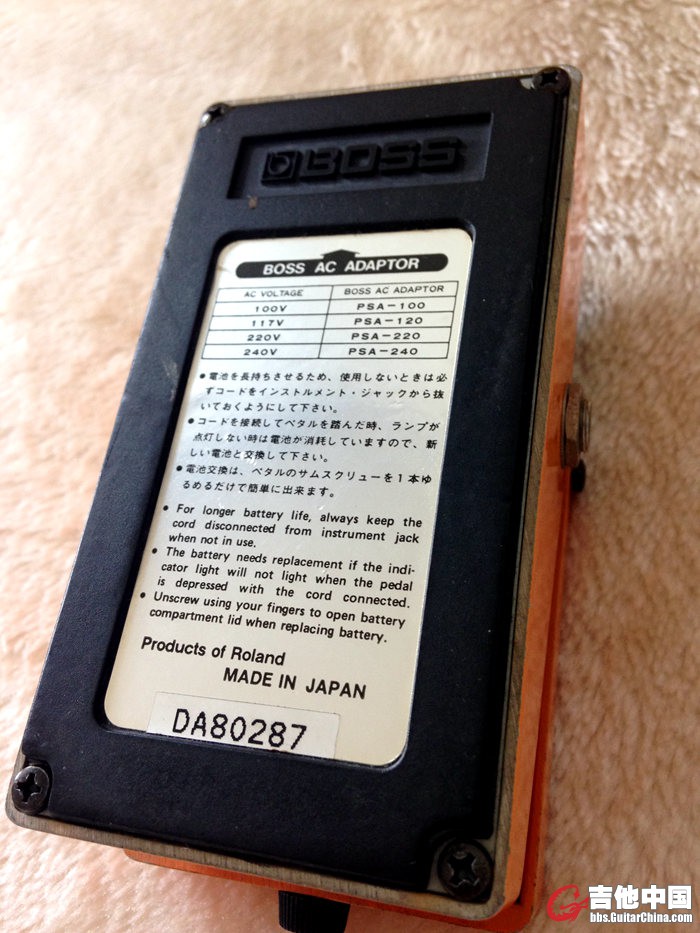 BOSS
BOSS AC ADAPTOR
AC VOLTAGE BOSS AC ADAPTOR
100V PSA-100
117V PSA-120
220V PSA-220
240V PSA-240
●電池を長持ちさせるため、使用しないときは必
ずコードをインストルメント・ジャックから抜
いておくようにして下さい。
●コードを接続してペダルを踏んだ時、ランプが
点灯しない時は電池が消耗していますので、新
しい電池と交換して下さい。
●電池交換は、ペダルのサムスクリューを1本ゆ
るめるだけで簡単に出来ます。
● For longer battery life, always keep the
cord disconnected from instrument jack
when not in use.
● The battery needs replacement if the indi-
cator light will not light when the pedal
is depressed with the cord connected.
● Unscrew using your fingers to open battery
compartment lid when replacing battery.
Products of Roland
MADE IN JAPAN
DA80287
吉他中国
bbs.GuitarChina.com